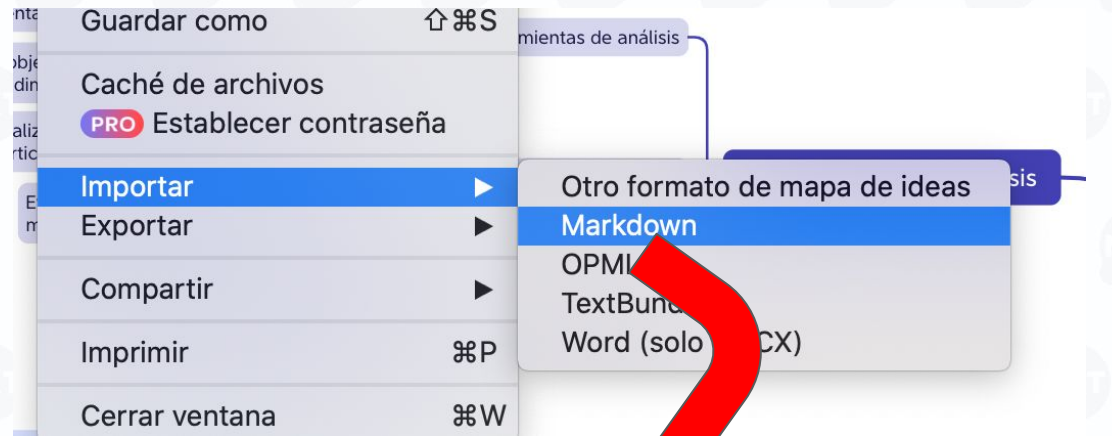 Guardar como ⇧⌘S
mientas de análisis
Caché de archivos
PRO Establecer contraseña
Importar ▶
Otro formato de mapa de ideas
sis
Exportar ▶
Markdown
OPML
Compartir ▶
TextBund
Imprimir ⌘P
Word (solo CX)
Cerrar ventana ⌘W